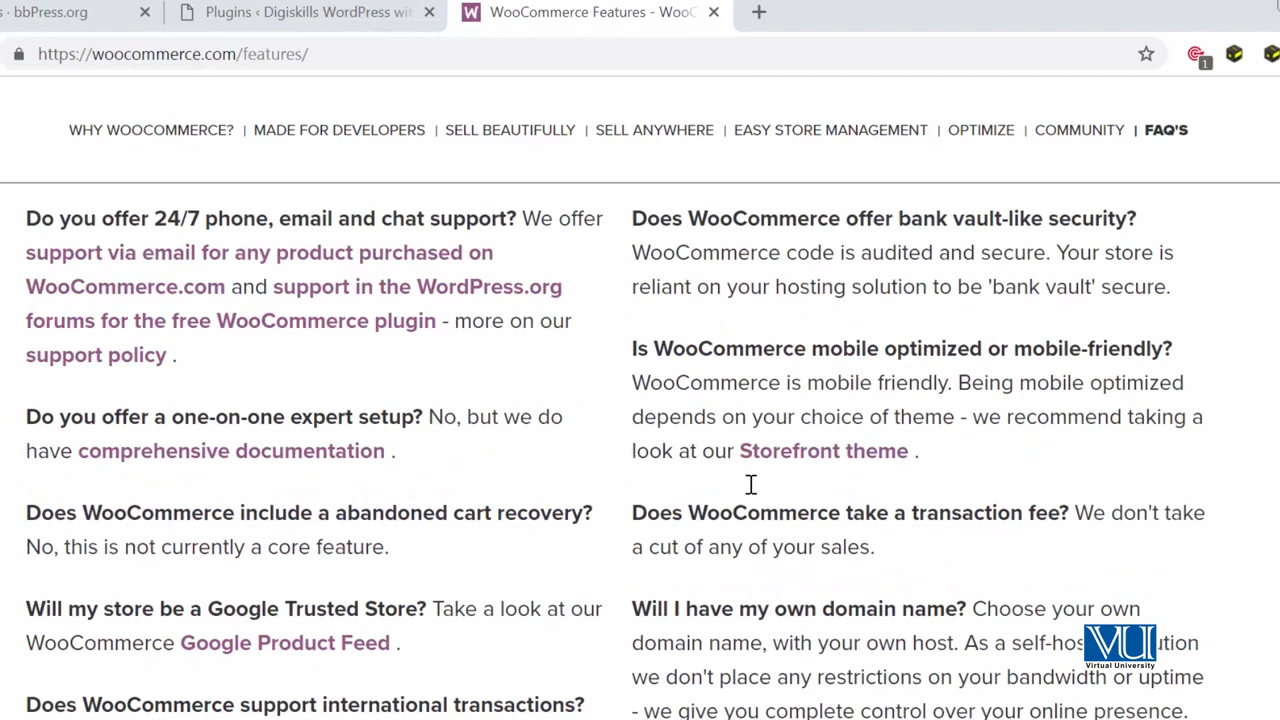 s · bbPress.org
Plugins ‹ Digiskills WordPress wit
WooCommerce Features - WooC
https://woocommerce.com/features/
1
WHY WOOCOMMERCE? | MADE FOR DEVELOPERS | SELL BEAUTIFULLY | SELL ANYWHERE | EASY STORE MANAGEMENT | OPTIMIZE | COMMUNITY | FAQ'S
Do you offer 24/7 phone, email and chat support? We offer
support via email for any product purchased on
WooCommerce.com and support in the WordPress.org
forums for the free WooCommerce plugin - more on our
support policy .
Do you offer a one-on-one expert setup? No, but we do
have comprehensive documentation .
Does WooCommerce include a abandoned cart recovery?
No, this is not currently a core feature.
Will my store be a Google Trusted Store? Take a look at our
WooCommerce Google Product Feed .
Does WooCommerce support international transactions?
Does WooCommerce offer bank vault-like security?
WooCommerce code is audited and secure. Your store is
reliant on your hosting solution to be 'bank vault' secure.
Is WooCommerce mobile optimized or mobile-friendly?
WooCommerce is mobile friendly. Being mobile optimized
depends on your choice of theme - we recommend taking a
look at our Storefront theme .
Does WooCommerce take a transaction fee? We don't take
a cut of any of your sales.
Will I have my own domain name? Choose your own
domain name, with your own host. As a self-hos ution
we don't place any restrictions on your bandwidth or uptime
- we give you complete control over your online presence.
VU
Virtual University